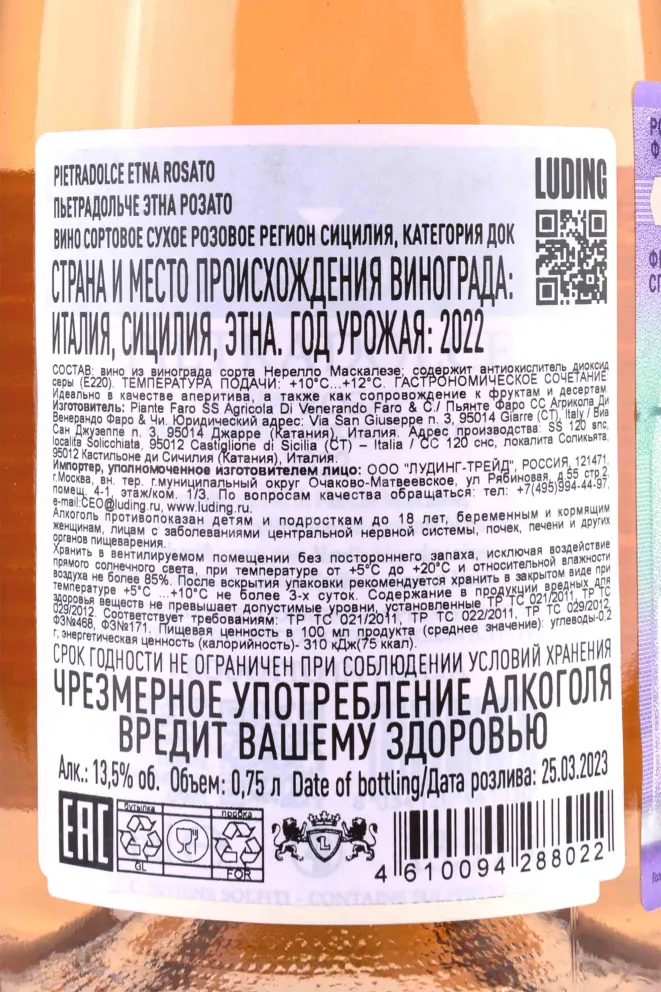 PIETRADOLCE ETNA ROSATO
LUDING
ПЬЕТРАДОЛЬЧЕ ЭТНА РОЗАТО
ВИНО СОРТОВОЕ СУХОЕ РОЗОВОЕ РЕГИОН СИЦИЛИЯ, КАТЕГОРИЯ ДОК
СТРАНА И МЕСТО ПРОИСХОЖДЕНИЯ ВИНОГРАДА:
ИТАЛИЯ, СИЦИЛИЯ, ЭТНА. ГОД УРОЖАЯ: 2022
СОСТАВ: вино из винограда сорта Нерелло Маскалезе; содержит антиокислитель диоксид
серы (Е220). ТЕМПЕРАТУРА ПОДАЧИ: +10°С...+12°С. ГАСТРОНОМИЧЕСКОЕ СОЧЕТАНИЕ:
Идеально в качестве аперитива, а также как сопровождение к фруктам и десертам.
Изготовитель: Piante Faro SS Agricola Di Venerando Faro & C./ Пьянте Фаро СС Агрикола Ди
Венерандо Фаро & Чи. Юридический адрес: Via San Giuseppe n. 3, 95014 Giarre (CT), Italy / Виа
Сан Джузеппе п. 3, 95014 Джарре (Катания), Италия. Адрес производства: SS 120 snc,
localita Solicchiata, 95012 Castiglione di Sicilia (CT) – Italia / СС 120 снс, локалита Соликьята,
95012 Кастильоне ди Сичилия (Катания), Италия.
Импортер, уполномоченное изготовителем лицо: ООО "ЛУДИНГ-ТРЕЙД", РОССИЯ, 121471,
г.Москва, вн. тер. г.муниципальный округ Очаково-Матвеевское, ул Рябиновая, д.55 стр.2,
помещ. 4-1, этаж/ком. 1/3. По вопросам качества обращаться: тел: +7(495)994-44-97,
e-mail:CEO@luding.ru, www.luding.ru.
Алкоголь противопоказан детям и подросткам до 18 лет, беременным и кормящим
женщинам, лицам с заболеваниями центральной нервной системы, почек, печени и других
органов пищеварения.
Хранить в вентилируемом помещении без постороннего запаха, исключая воздействие
прямого солнечного света, при температуре от +5°С до +20°С и относительной влажности
воздуха не более 85%. После вскрытия упаковки рекомендуется хранить в закрытом виде при
температуре +5°С ...+10°С не более 3-х суток. Содержание в продукции вредных для
здоровья веществ не превышает допустимые уровни, установленные ТР ТС 021/2011, ТР ТС
029/2012. Соответствует требованиям: ТР ТС 021/2011, ТР ТС 022/2011, ТР ТС 029/2012,
ФЗ№468, ФЗ№171. Пищевая ценность в 100 мл продукта (среднее значение): углеводы-0,2
г, энергетическая ценность (калорийность)- 310 кДж(75 ккал).
СРОК ГОДНОСТИ НЕ ОГРАНИЧЕН ПРИ СОБЛЮДЕНИИ УСЛОВИЙ ХРАНЕНИЯ
ЧРЕЗМЕРНОЕ УПОТРЕБЛЕНИЕ АЛКОГОЛЯ
ВРЕДИТ ВАШЕМУ ЗДОРОВЬЮ
Алк.: 13,5% об. Объем: 0,75 л Date of bottling/Дата розлива: 25.03.2023
EAC
бутылка
пробка
GL
FOR
L
4 610094 288022